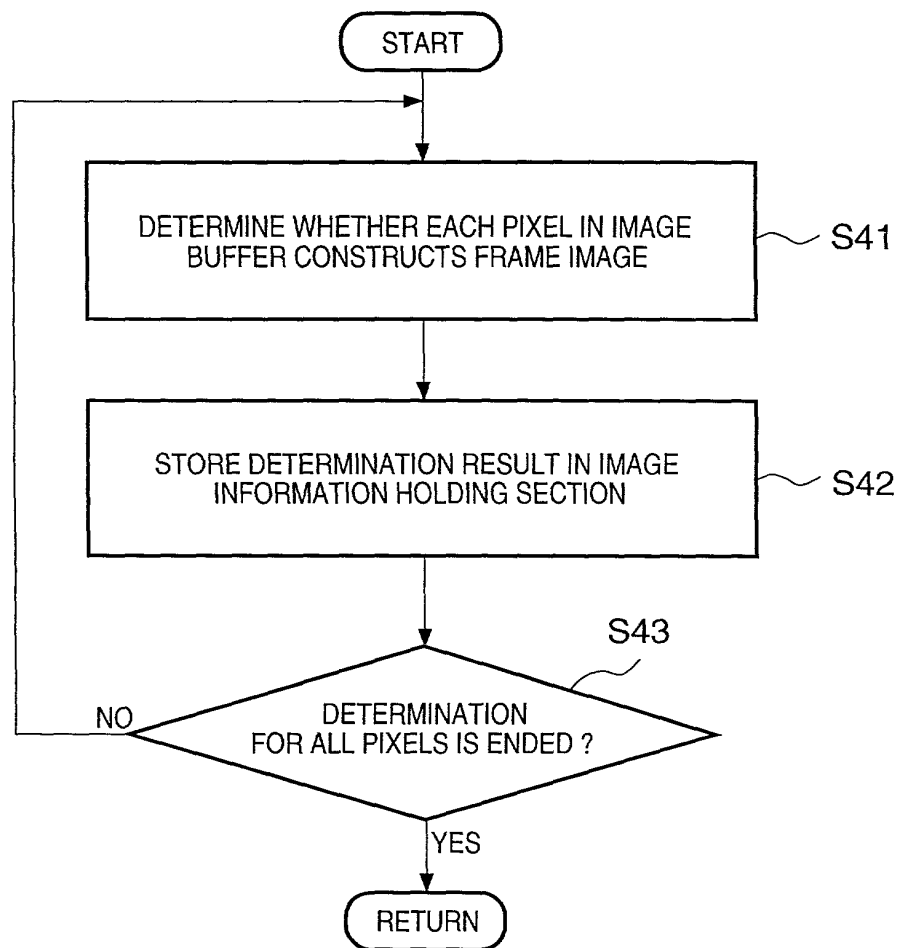 START
DETERMINE WHETHER EACH PIXEL IN IMAGE
BUFFER CONSTRUCTS FRAME IMAGE
S41
STORE DETERMINATION RESULT IN IMAGE
INFORMATION HOLDING SECTION
S42
S43
DETERMINATION
FOR ALL PIXELS IS ENDED ?
NO
YES
RETURN